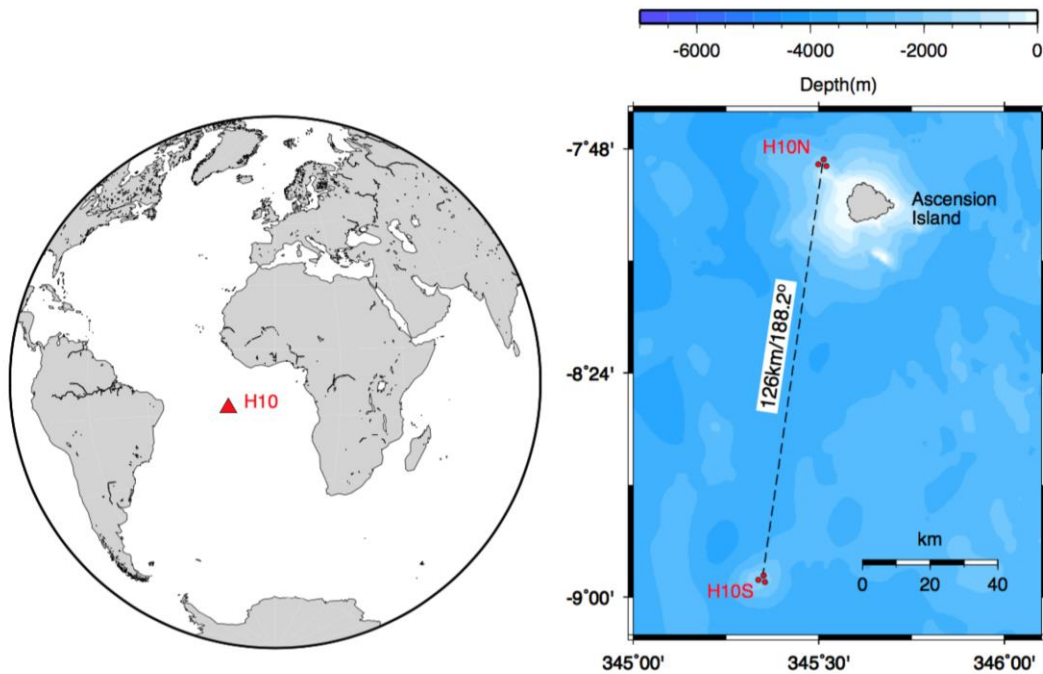 -6000 -4000 -2000 0
Depth(m)
H10
-7˚48'
-8˚24'
-9˚00'
H10N
Ascension
Island
126km/188.2º
H10S
km
0 20 40
345˚00' 345˚30' 346˚00'